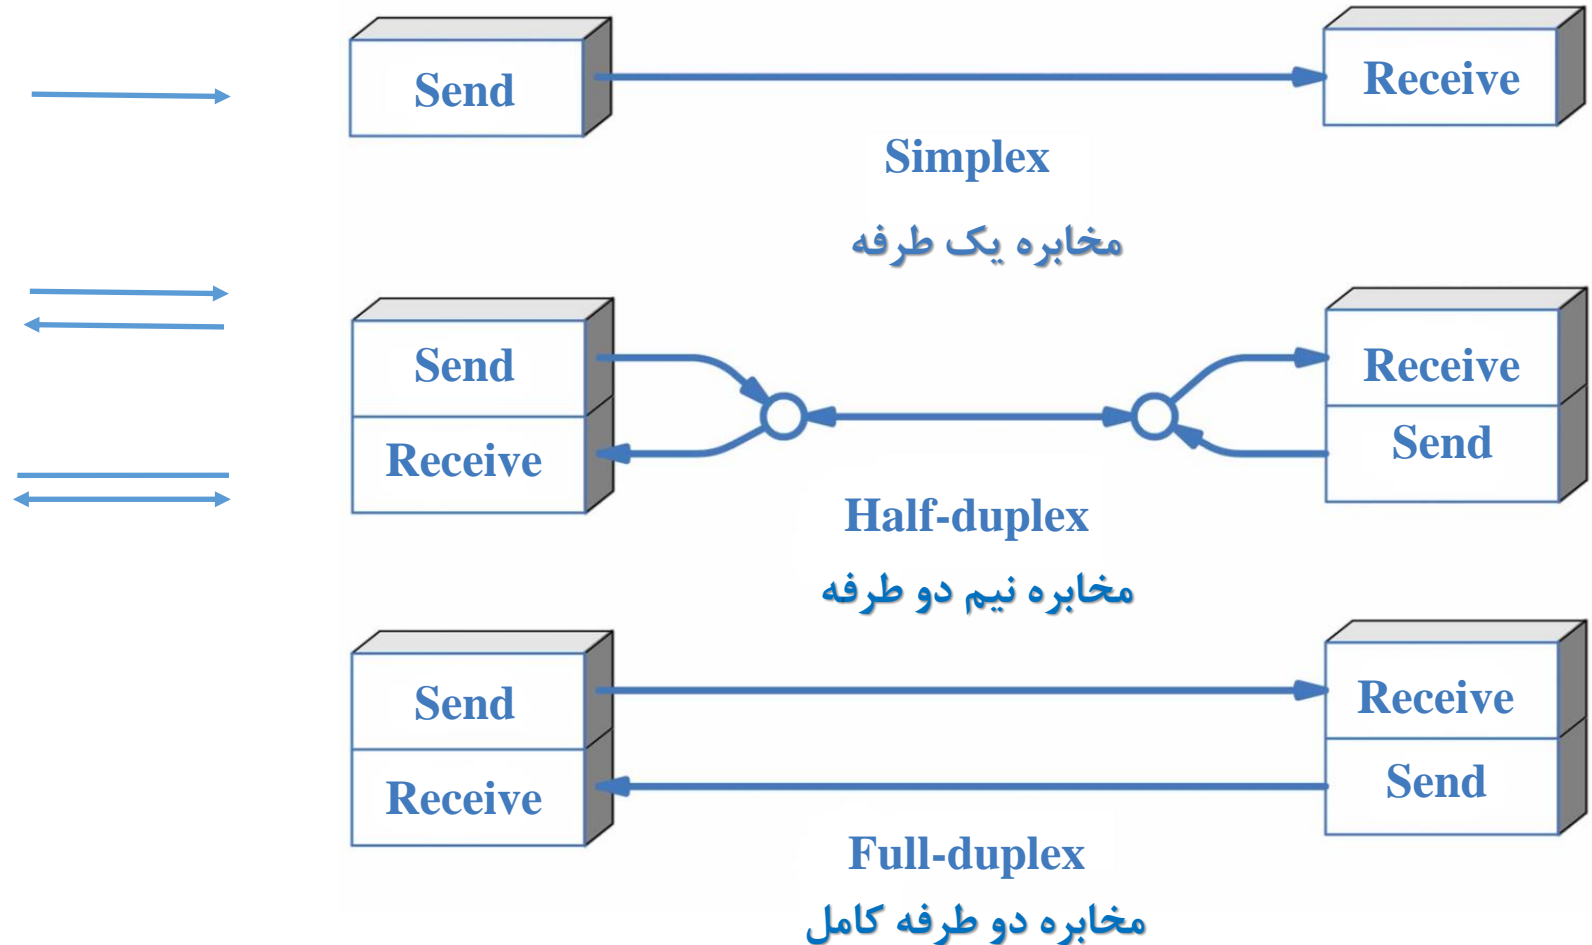 Send
Receive
Simplex
مخابره یک طرفه
Send
Receive
Receive
Send
Half-duplex
مخابره نیم دو طرفه
Send
Receive
Receive
Send
Full-duplex
مخابره دو طرفه کامل